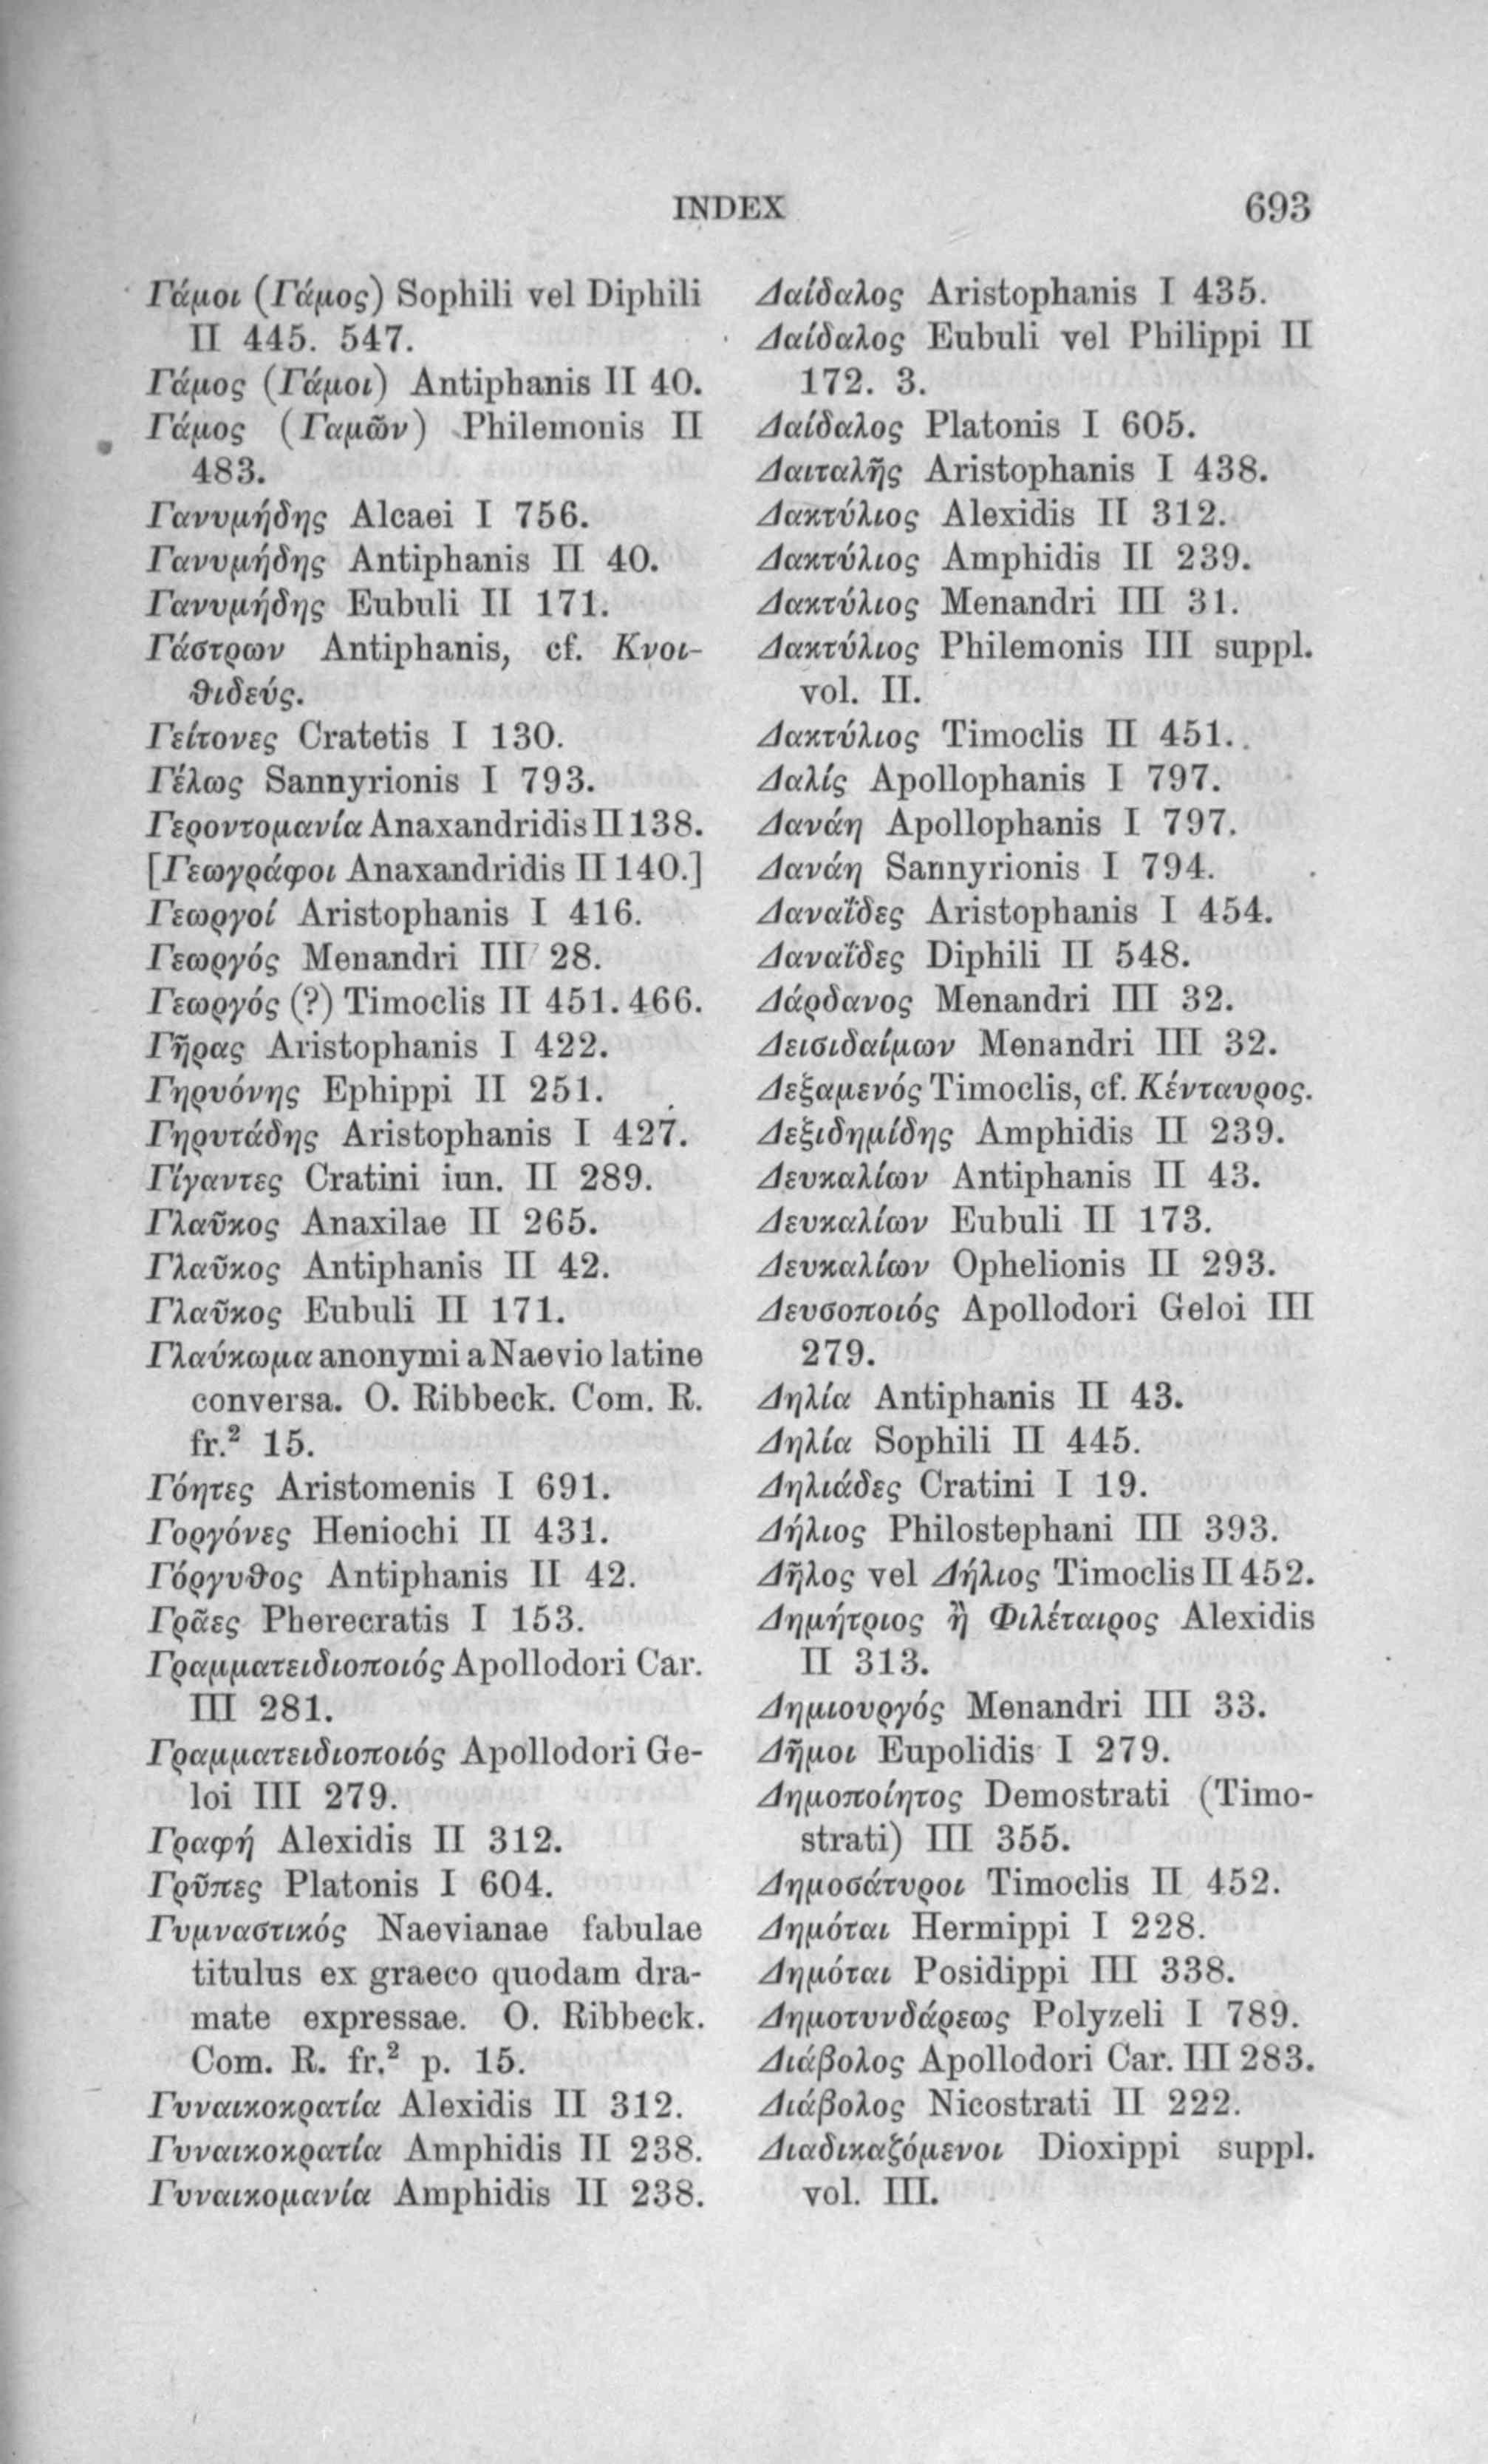 INDEX 693
Γάμοι (Γάμος) Sophili vel Diphili
II 445. 547.
Γάμος (Γάμοι) Antiphanis II 40.
Γάμος (Γαμῶν) Philemonis II
483.
Γανυμήδης Alcaei I 756.
Γανυμήδης Antiphanis II 40.
Γανυμήδης Eubuli II 171.
Γάστρων Antiphanis, cf. Κνοι-
θιδεύς.
Γείτονες Cratetis I 130.
Γέλως Sannyrionis I 793.
Γεροντομανία Anaxandridis II 138.
[Γεωγράφοι Anaxandridis II 140.]
Γεωργοί Aristophanis I 416.
Γεωργός Menandri III 28.
Γεωργός (?) Timoclis II 451. 466.
Γῆρας Aristophanis I 422.
Γηρυόνης Ephippi II 251.
Γηρυτάδης Aristophanis I 427.
Γίγαντες Cratini iun. II 289.
Γλαῦκος Anaxilae II 265.
Γλαῦκος Antiphanis II 42.
Γλαῦκος Eubuli II 171.
Γλαύκωμα anonymi a Naevio latine
conversa. O. Ribbeck. Com. R.
fr.² 15.
Γόητες Aristomenis I 691.
Γοργόνες Heniochi II 431.
Γόργυθος Antiphanis II 42.
Γρᾶες Pherecratis I 153.
Γραμματειδιοποιός Apollodori Car.
III 281.
Γραμματειδιοποιός Apollodori Ge-
loi III 279.
Γραφή Alexidis II 312.
Γρῦπες Platonis I 604.
Γυμναστικός Naevianae fabulae
titulus ex graeco quodam dra-
mate expressae. O. Ribbeck.
Com. R. fr.² p. 15.
Γυναικοκρατία Alexidis II 312.
Γυναικοκρατία Amphidis II 238.
Γυναικομανία Amphidis II 238.
Δαίδαλος Aristophanis I 435.
Δαίδαλος Eubuli vel Philippi II
172. 3.
Δαίδαλος Platonis I 605.
Δαιταλῆς Aristophanis I 438.
Δακτύλιος Alexidis II 312.
Δακτύλιος Amphidis II 239.
Δακτύλιος Menandri III 31.
Δακτύλιος Philemonis III suppl.
vol. II.
Δακτύλιος Timoclis II 451.
Δαλίς Apollophanis I 797.
Δανάη Apollophanis I 797.
Δανάη Sannyrionis I 794.
Δαναΐδες Aristophanis I 454.
Δαναΐδες Diphili II 548.
Δάρδανος Menandri III 32.
Δεισιδαίμων Menandri III 32.
Δεξαμενός Timoclis, cf. Κένταυρος.
Δεξιδημίδης Amphidis II 239.
Δευκαλίων Antiphanis II 43.
Δευκαλίων Eubuli II 173.
Δευκαλίων Ophelionis II 293.
Δευσοποιός Apollodori Geloi III
279.
Δηλία Antiphanis II 43.
Δηλία Sophili II 445.
Δηλιάδες Cratini I 19.
Δήλιος Philostephani III 393.
Δῆλος vel Δήλιος Timoclis II 452.
Δημήτριος ἢ Φιλέταιρος Alexidis
II 313.
Δημιουργός Menandri III 33.
Δῆμοι Eupolidis I 279.
Δημοποίητος Demostrati (Timo-
strati) III 355.
Δημοσάτυροι Timoclis II 452.
Δημόται Hermippi I 228.
Δημόται Posidippi III 338.
Δημοτυνδάρεως Polyzeli I 789.
Διάβολος Apollodori Car. III 283.
Διάβολος Nicostrati II 222.
Διαδικαζόμενοι Dioxippi suppl.
vol. III.